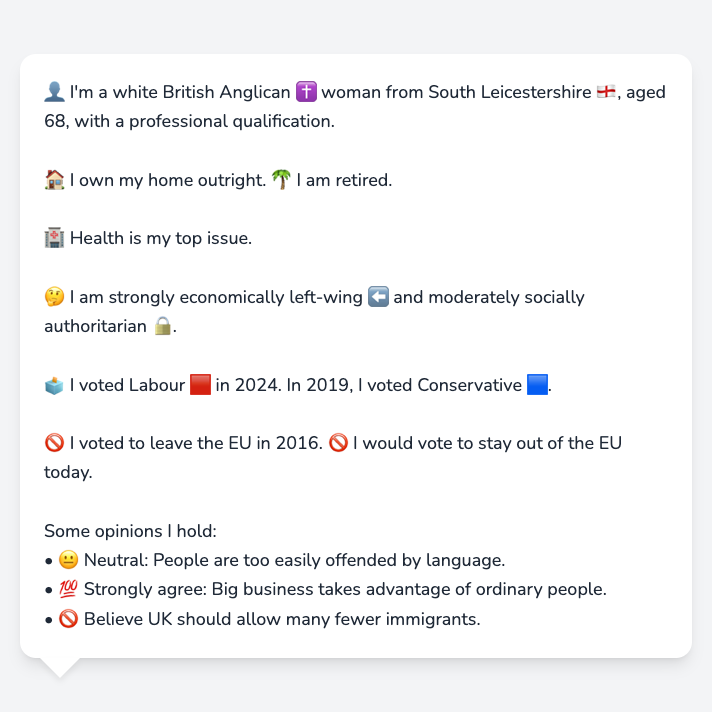 👤 I'm a white British Anglican ✝️ woman from South Leicestershire 🏴󠁧󠁢󠁥󠁮󠁧󠁿, aged
68, with a professional qualification.
🏠 I own my home outright. 🌴 I am retired.
🏥 Health is my top issue.
🤔 I am strongly economically left-wing ⬅️ and moderately socially
authoritarian 🔒.
🗳️ I voted Labour 🟥 in 2024. In 2019, I voted Conservative 🟦.
🚫 I voted to leave the EU in 2016. 🚫 I would vote to stay out of the EU
today.
Some opinions I hold:
• 😐 Neutral: People are too easily offended by language.
• 💯 Strongly agree: Big business takes advantage of ordinary people.
• 🚫 Believe UK should allow many fewer immigrants.